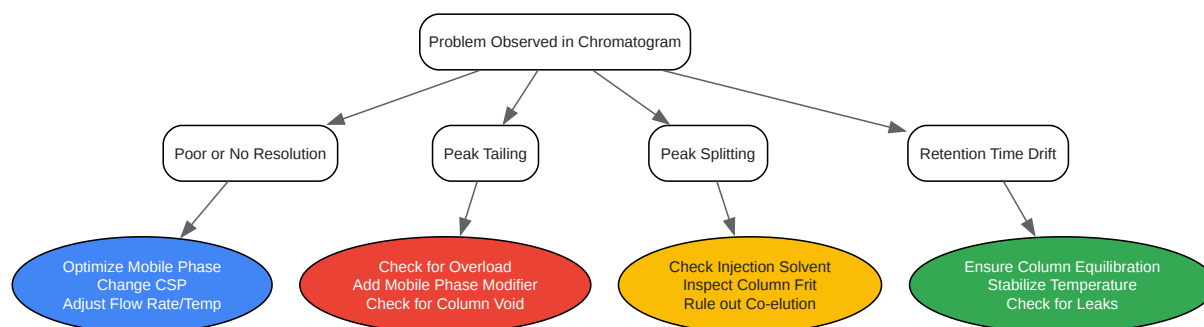 Problem Observed in Chromatogram
Poor or No Resolution
Peak Tailing
Peak Splitting
Retention Time Drift
Optimize Mobile Phase
Change CSP
Adjust Flow Rate/Temp
Check for Overload
Add Mobile Phase Modifier
Check for Column Void
Check Injection Solvent
Inspect Column Frit
Rule out Co-elution
Ensure Column Equilibration
Stabilize Temperature
Check for Leaks